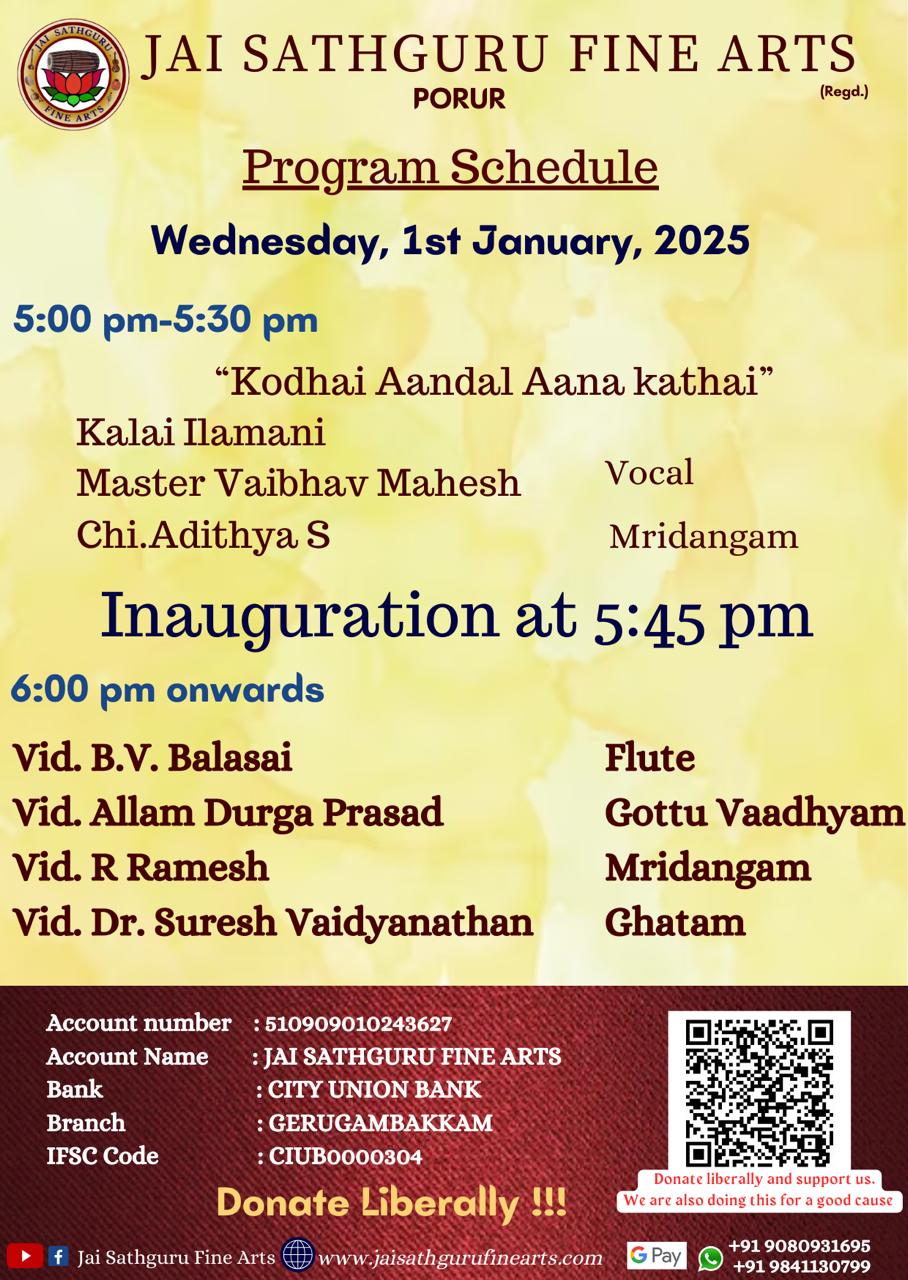 JAI SATHGURU
FINE ARTS
JAI SATHGURU FINE ARTS
PORUR
(Regd.)
Program Schedule
Wednesday, 1st January, 2025
5:00 pm-5:30 pm
“Kodhai Aandal Aana kathai”
Kalai Ilamani
Master Vaibhav Mahesh Vocal
Chi.Adithya S Mridangam
Inauguration at 5:45 pm
6:00 pm onwards
Vid. B.V. Balasai Flute
Vid. Allam Durga Prasad Gottu Vaadhyam
Vid. R Ramesh Mridangam
Vid. Dr. Suresh Vaidyanathan Ghatam
Account number : 510909010243627
Account Name : JAI SATHGURU FINE ARTS
Bank : CITY UNION BANK
Branch : GERUGAMBAKKAM
IFSC Code : CIUB0000304
Donate liberally and support us.
We are also doing this for a good cause
Donate Liberally !!!
Jai Sathguru Fine Arts www.jaisathgurufinearts.com G Pay +91 9080931695
+91 9841130799